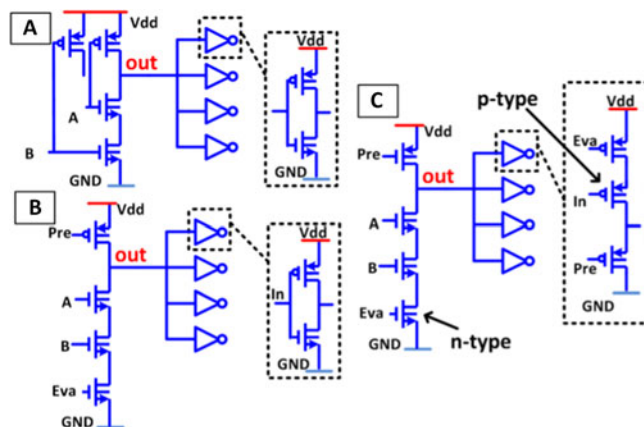 A
Vdd
out
A
B
GND
Vdd
B
Vdd
Pre
out
A
B
Eva
GND
Vdd
In
GND
C
p-type
Vdd
Pre
out
A
B
Eva
GND
n-type
Vdd
Eva
In
Pre
GND